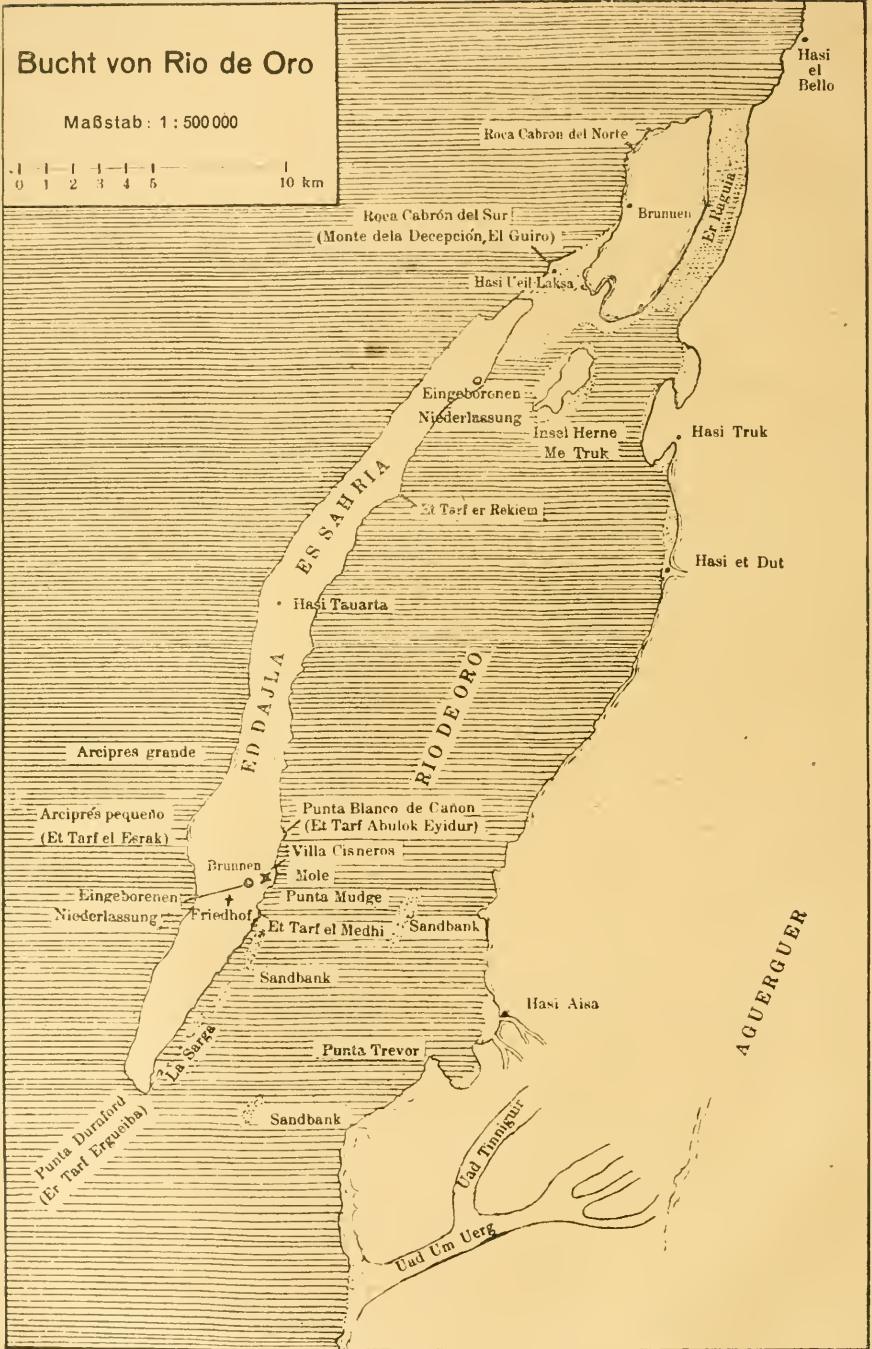 Bucht von Rio de Oro
Maßstab: 1:500000
0 1 2 3 4 5 10 km
Hasi
el
Bello
Roca Cabron del Norte
Er Raguia
Brunnen
Roca Cabrón del Sur
(Monte dela Decepción, El Guiro)
Hasi Ueil Laksa
Eingeborenen
Niederlassung
Insel Herne
Me Truk
Hasi Truk
ES SAHRIA
Et Tarf er Rekiem
Hasi et Dut
Hasi Tauarta
RIO DE ORO
ED DAJLA
Arcipres grande
Arciprés pequeño
(Et Tarf el Esrak)
Punta Blanco de Cañon
(Et Tarf Abulok Eyidur)
Villa Cisneros
Brunnen
Mole
Eingeborenen
Niederlassung
Punta Mudge
Friedhof
Et Tarf el Medhi
Sandbank
Sandbank
AGUERGUER
Hasi Aisa
La Sarga
Punta Trevor
Punta Duraford
(Er Tarf Ergueiba)
Sandbank
Uad Tinniguir
Uad Um Uerg